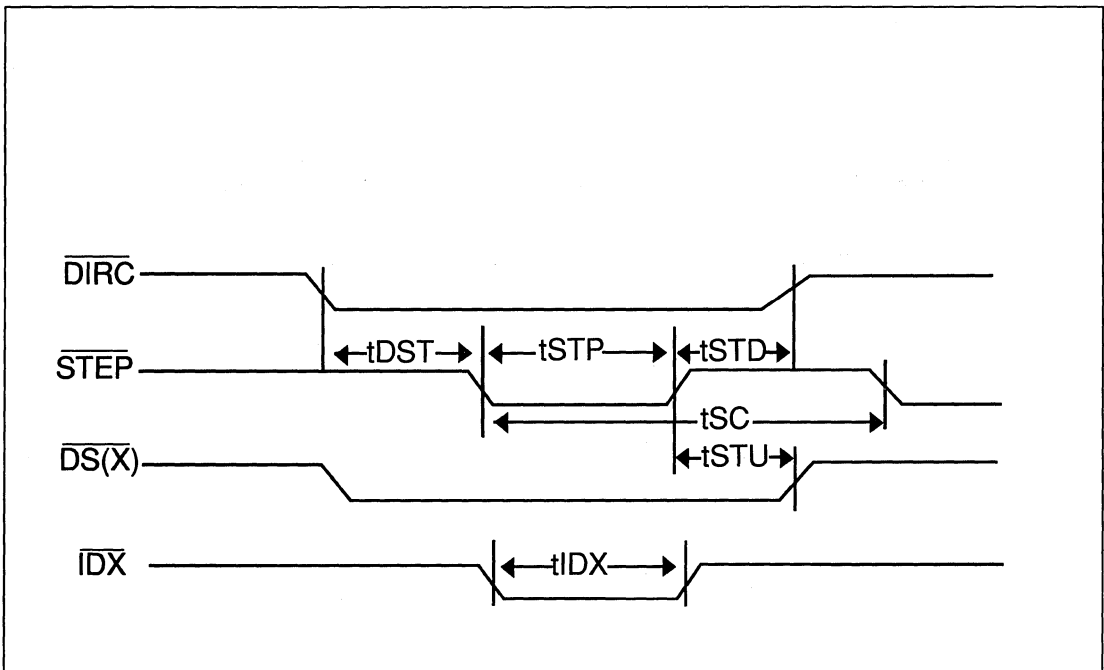 DIRC
tDST tSTP tSTD
STEP
tSC
DS(X) tSTU
IDX tIDX